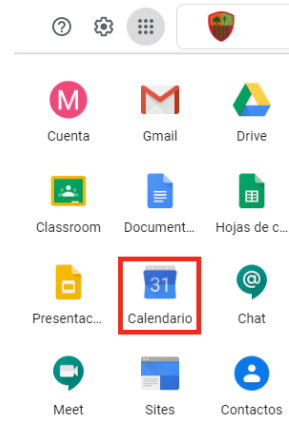 M
Cuenta Gmail Drive
Classroom Document... Hojas de c...
31
Presentac... Calendario Chat
Meet Sites Contactos